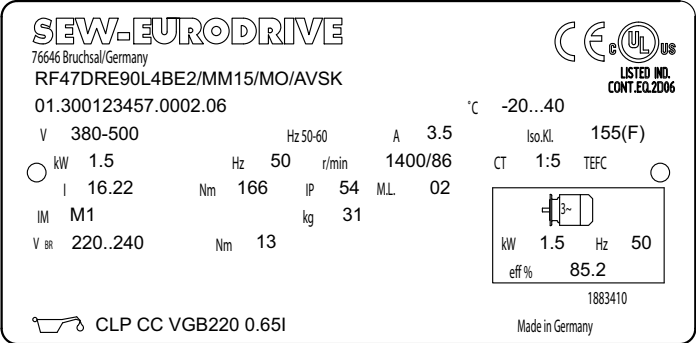 SEW-EURODRIVE
76646 Bruchsal/Germany
CE c UL US
LISTED IND.
CONT.EQ.2D06
RF47DRE90L4BE2/MM15/MO/AVSK
01.300123457.0002.06 °C -20...40
V 380-500 Hz 50-60 A 3.5 Iso.Kl. 155(F)
kW 1.5 Hz 50 r/min 1400/86 CT 1:5 TEFC
I 16.22 Nm 166 IP 54 M.L. 02
IM M1 kg 31
3~
V BR 220..240 Nm 13
kW 1.5 Hz 50
eff % 85.2
1883410
CLP CC VGB220 0.65l
Made in Germany